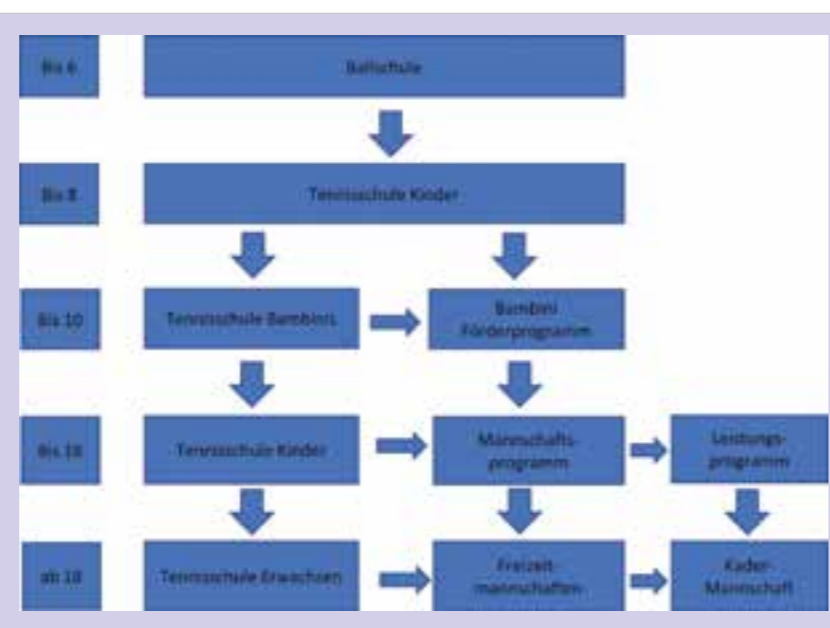 Bis 6
Ballschule
Bis 8
Tennisschule Kinder
Bis 10
Tennisschule Bambinis
Bambini
Förderprogramm
Bis 18
Tennisschule Kinder
Mannschafts-
programm
Leistungs-
programm
ab 18
Tennisschule Erwachsen
Freizeit-
mannschaften
Kader-
Mannschaft